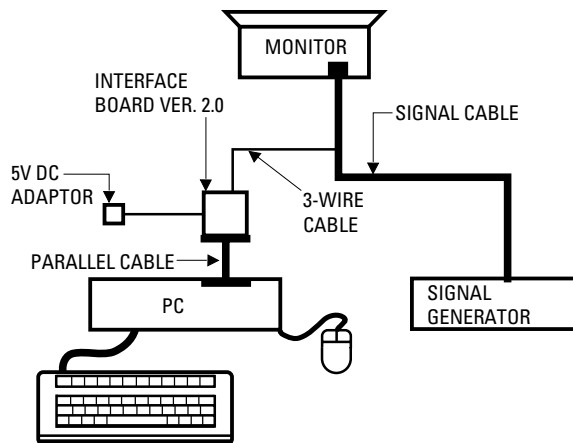 MONITOR
INTERFACE
BOARD VER. 2.0
SIGNAL CABLE
5V DC
ADAPTOR
3-WIRE
CABLE
PARALLEL CABLE
PC
SIGNAL
GENERATOR